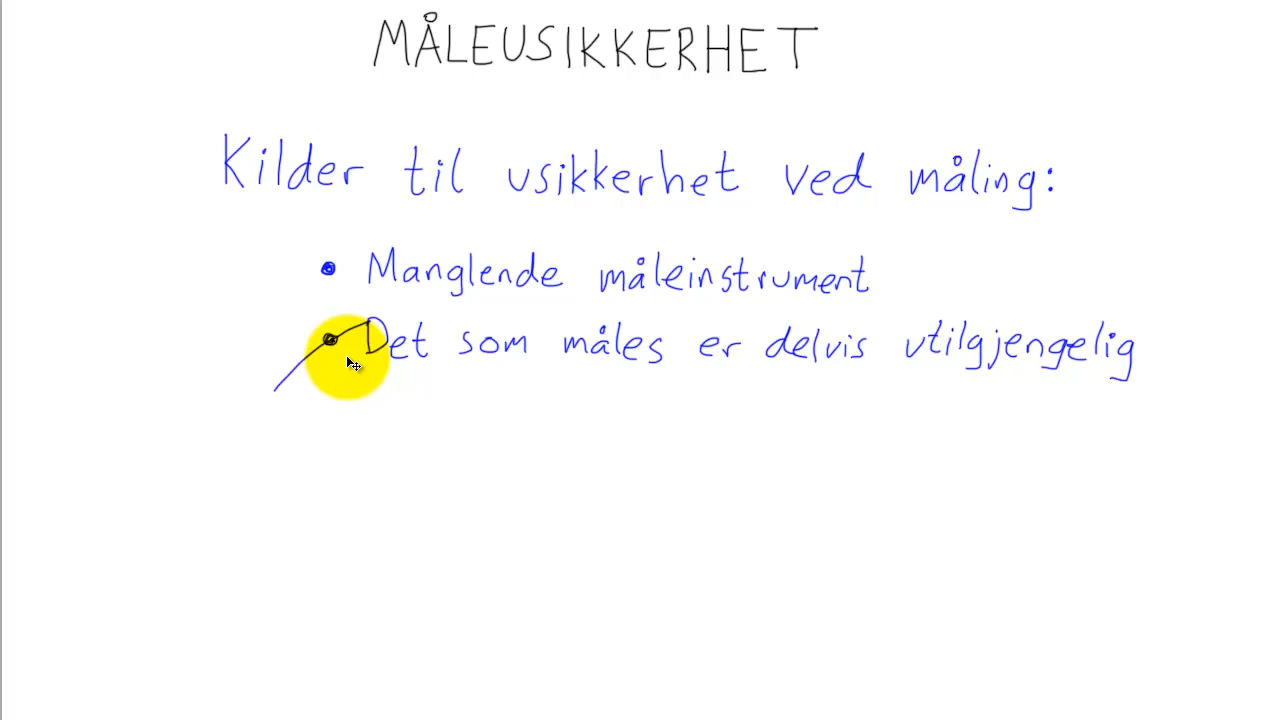 MÅLEUSIKKERHET
Kilder til usikkerhet ved måling:
• Manglende måleinstrument
• Det som måles er delvis utilgjengelig